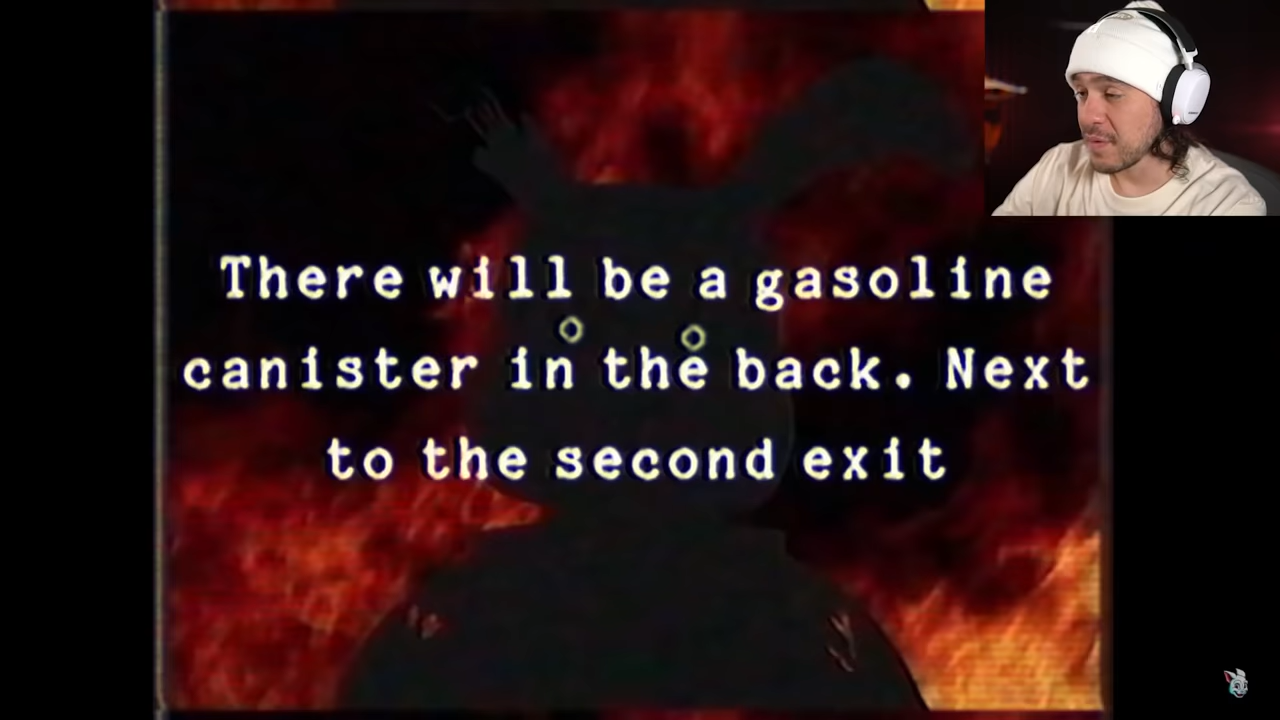 There will be a gasoline
canister in the back. Next
to the second exit